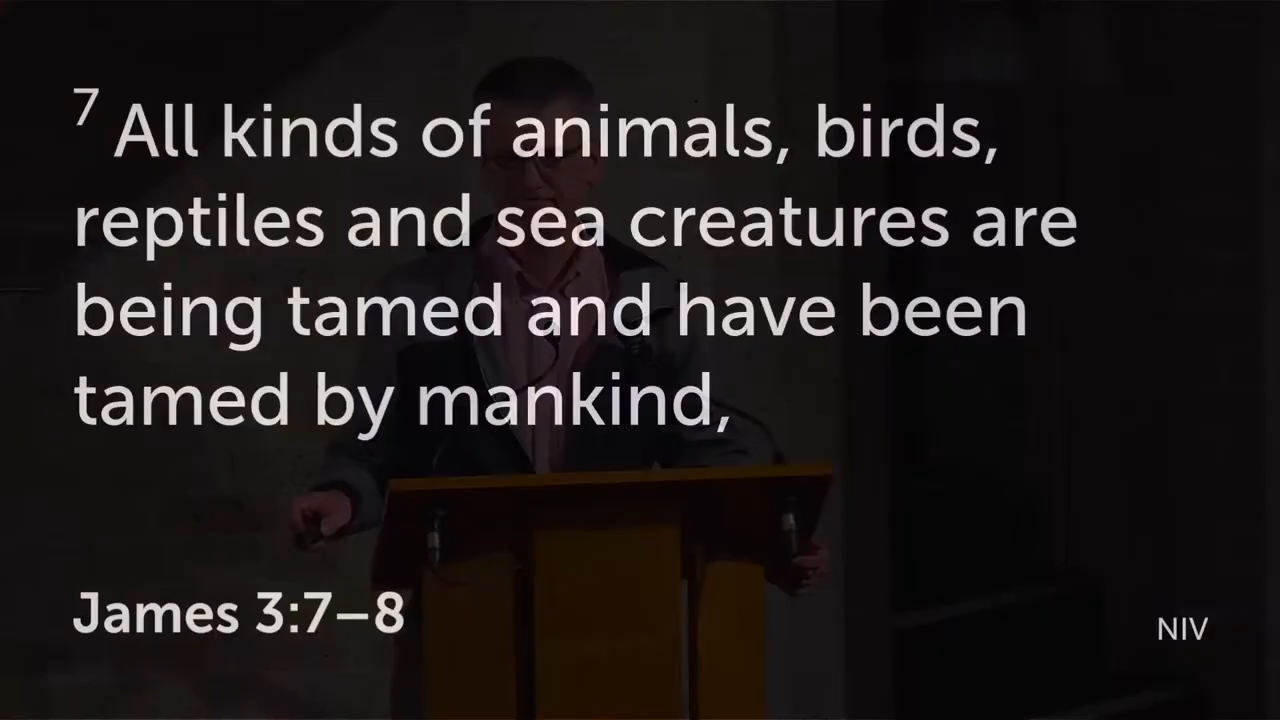 7 All kinds of animals, birds,
reptiles and sea creatures are
being tamed and have been
tamed by mankind,
James 3:7–8
NIV